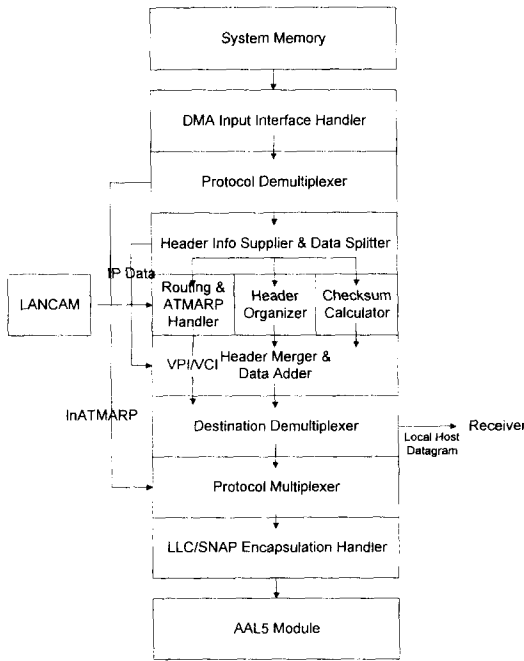 System Memory
DMA Input Interface Handler
Protocol Demultiplexer
Header Info Supplier & Data Splitter
IP Data
LANCAM
Routing &
ATMARP
Handler
Header
Organizer
Checksum
Calculator
VPI/VCI
Header Merger &
Data Adder
InATMARP
Destination Demultiplexer
Receiver
Local Host
Datagram
Protocol Multiplexer
LLC/SNAP Encapsulation Handler
AAL5 Module